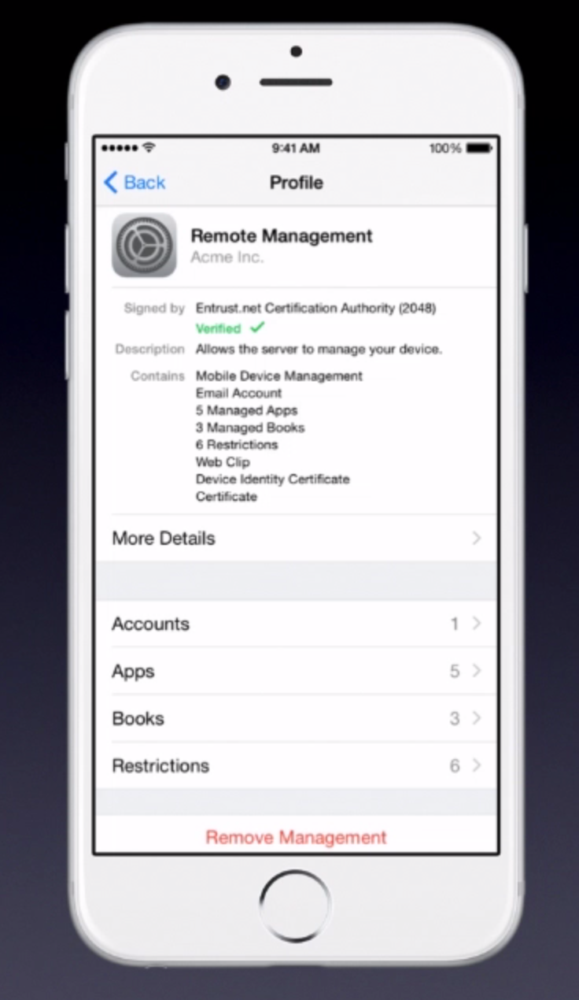 9:41 AM
100%
Back
Profile
Remote Management
Acme Inc.
Signed by Entrust.net Certification Authority (2048)
Verified ✓
Description Allows the server to manage your device.
Contains Mobile Device Management
Email Account
5 Managed Apps
3 Managed Books
6 Restrictions
Web Clip
Device Identity Certificate
Certificate
More Details
Accounts 1
Apps 5
Books 3
Restrictions 6
Remove Management